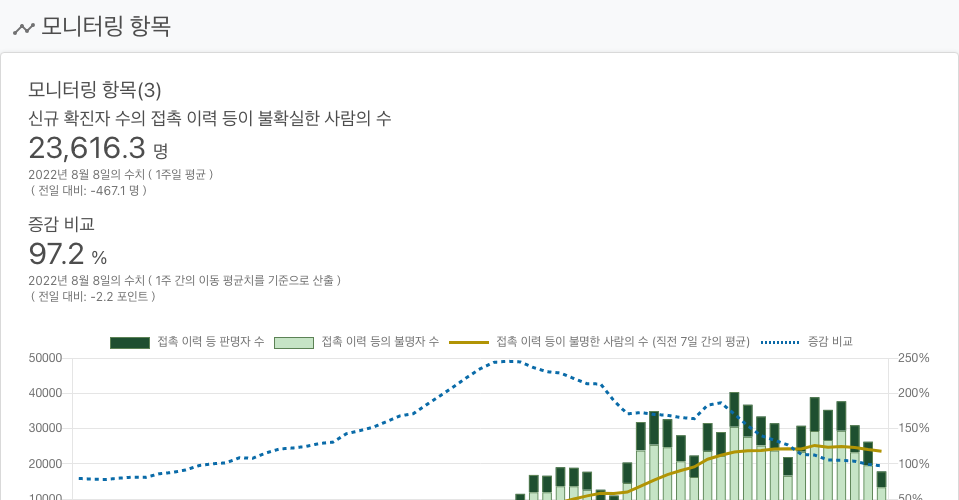 모니터링 항목
모니터링 항목(3)
신규 확진자 수의 접촉 이력 등이 불확실한 사람의 수
23,616.3 명
2022년 8월 8일의 수치 ( 1주일 평균 )
( 전일 대비: -467.1 명 )
증감 비교
97.2 %
2022년 8월 8일의 수치 ( 1주 간의 이동 평균치를 기준으로 산출 )
( 전일 대비: -2.2 포인트 )
접촉 이력 등 판명자 수 접촉 이력 등의 불명자 수 접촉 이력 등이 불명한 사람의 수 (직전 7일 간의 평균) 증감 비교
50000 250%
40000 200%
30000 150%
20000 100%
10000 50%